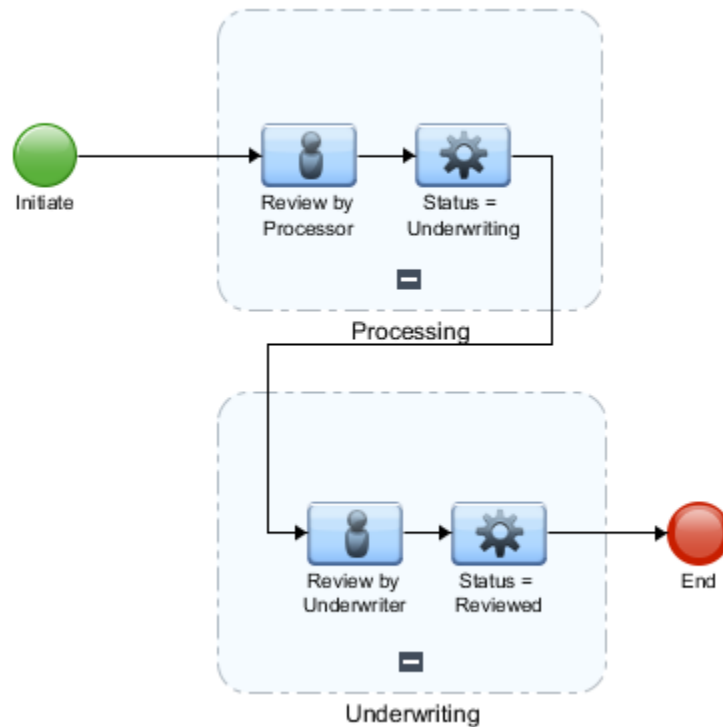 Initiate
Review by
Processor
Status =
Underwriting
Processing
Review by
Underwriter
Status =
Reviewed
End
Underwriting